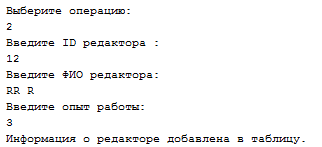 Выберите операцию:
2
Введите ID редактора :
12
Введите ФИО редактора:
RR R
Введите опыт работы:
3
Информация о редакторе добавлена в таблицу.